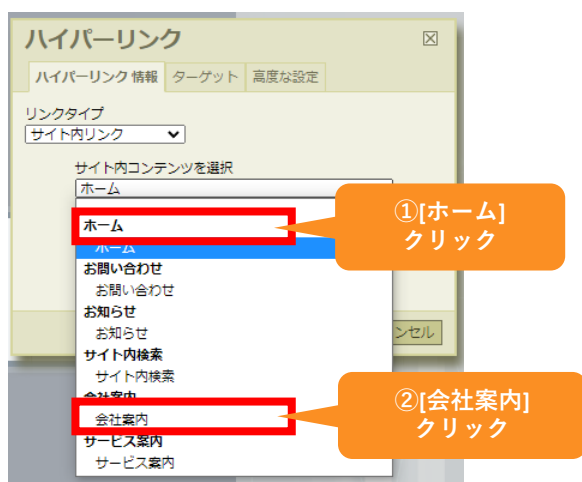 ハイパーリンク
ハイパーリンク 情報 ターゲット 高度な設定
リンクタイプ
サイト内リンク
サイト内コンテンツを選択
ホーム
ホーム
ホーム
お問い合わせ
お問い合わせ
お知らせ
お知らせ
サイト内検索
サイト内検索
会社案内
会社案内
サービス案内
サービス案内
ンセル
①[ホーム]
クリック
②[会社案内]
クリック